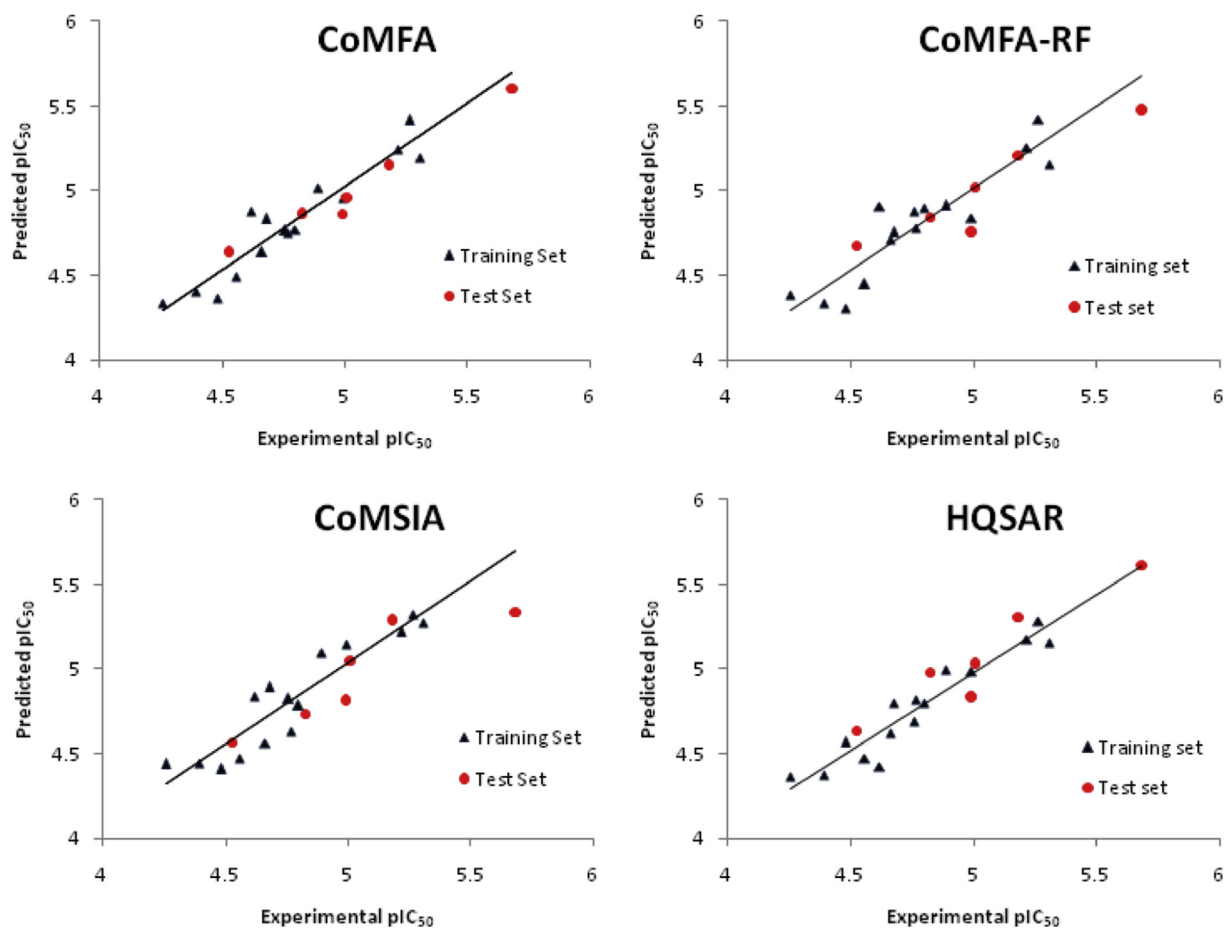 CoMFA
6
5.5
5
4.5
4
Predicted pIC50
Training Set
Test Set
4 4.5 5 5.5 6
Experimental pIC50
CoMFA-RF
6
5.5
5
4.5
4
Predicted pIC50
Training set
Test set
4 4.5 5 5.5 6
Experimental pIC50
CoMSIA
6
5.5
5
4.5
4
Predicted pIC50
Training Set
Test Set
4 4.5 5 5.5 6
Experimental pIC50
HQSAR
6
5.5
5
4.5
4
Predicted pIC50
Training set
Test set
4 4.5 5 5.5 6
Experimental pIC50